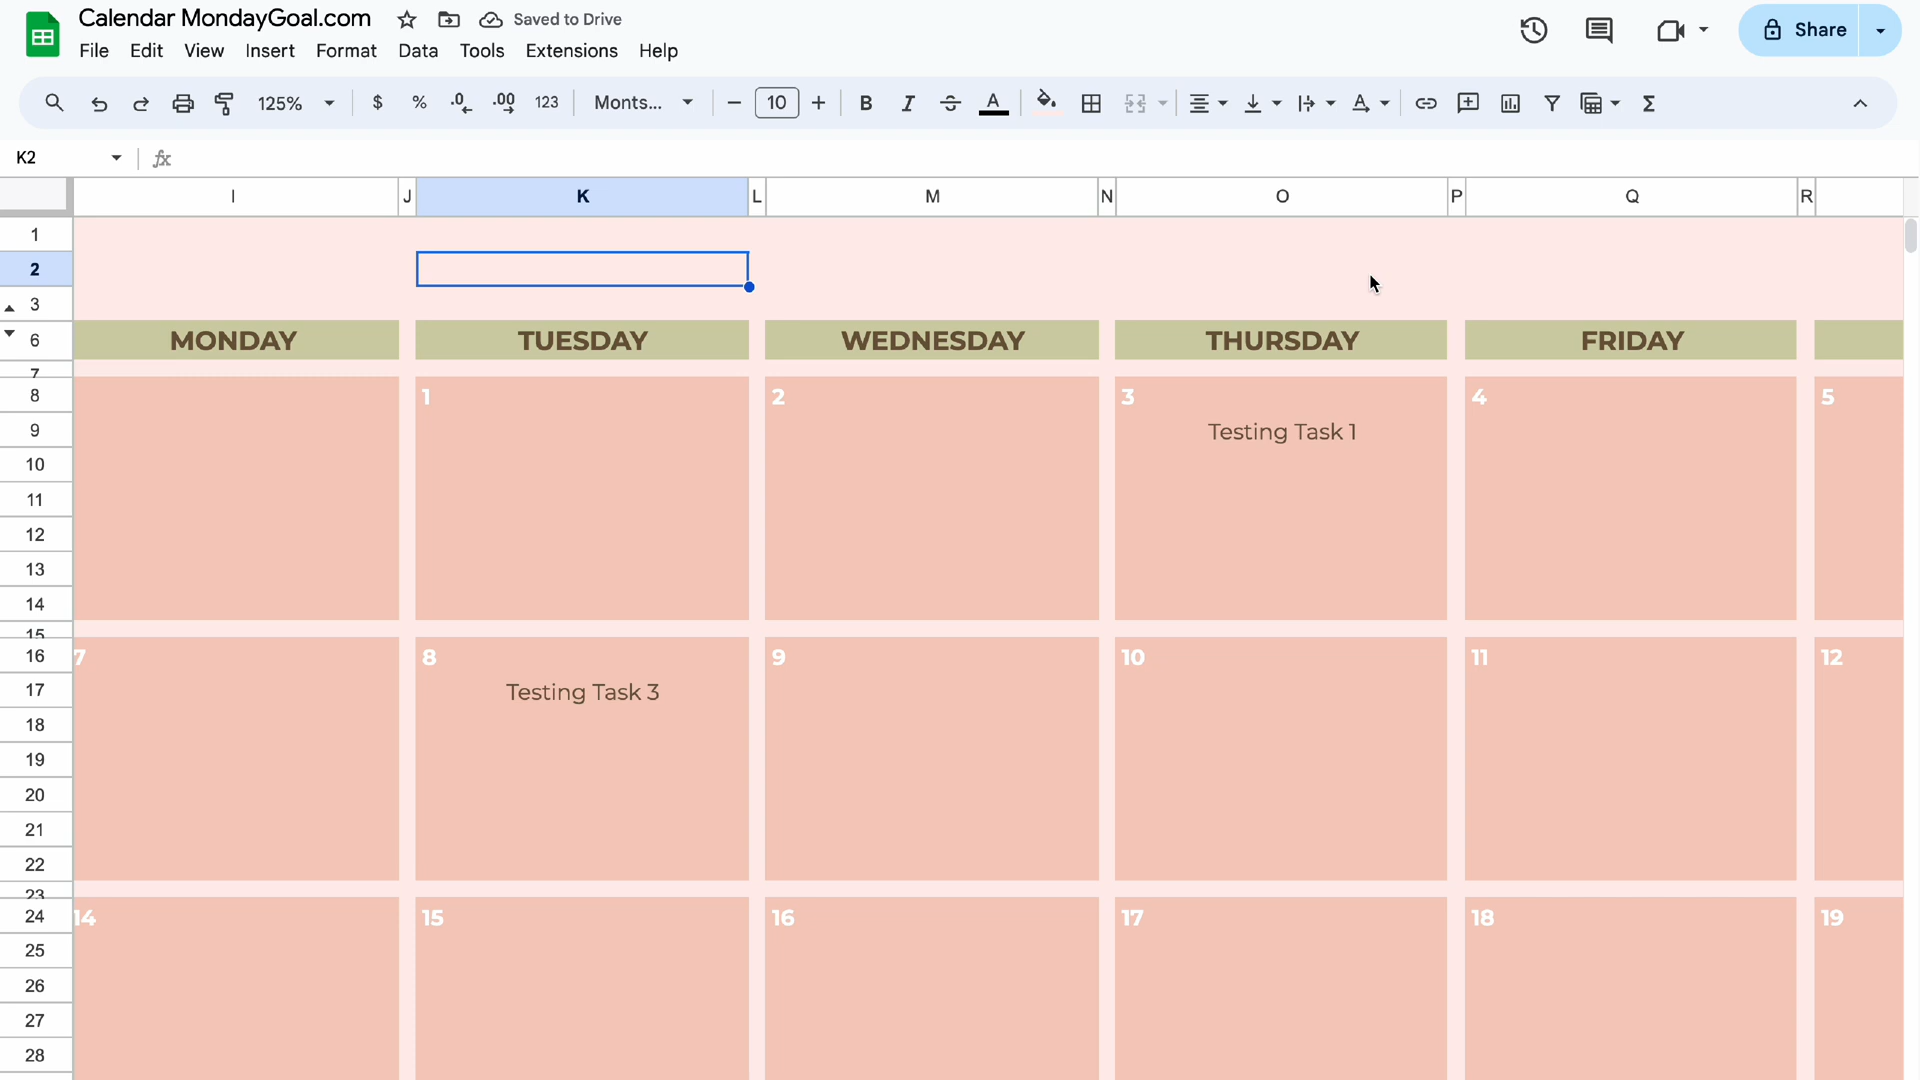 Calendar MondayGoal.com
Saved to Drive
File Edit View Insert Format Data Tools Extensions Help
Share
125% $ % .0 .00 123 Monts... 10 B I S A
K2 fx
I J K L M N O P Q R
1
2
3
6 MONDAY TUESDAY WEDNESDAY THURSDAY FRIDAY
7
8 1 2 3 4 5
9 Testing Task 1
10
11
12
13
14
15
16 7 8 9 10 11 12
17 Testing Task 3
18
19
20
21
22
23
24 14 15 16 17 18 19
25
26
27
28